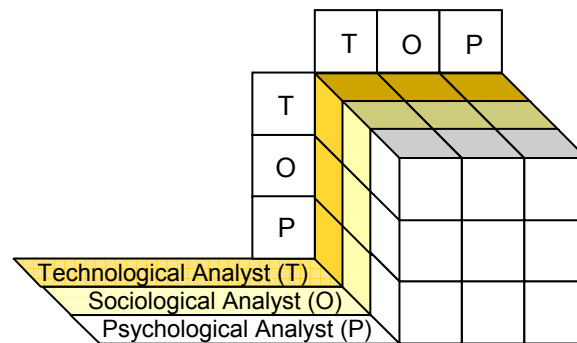 T O P
T
O
P
Technological Analyst (T)
Sociological Analyst (O)
Psychological Analyst (P)